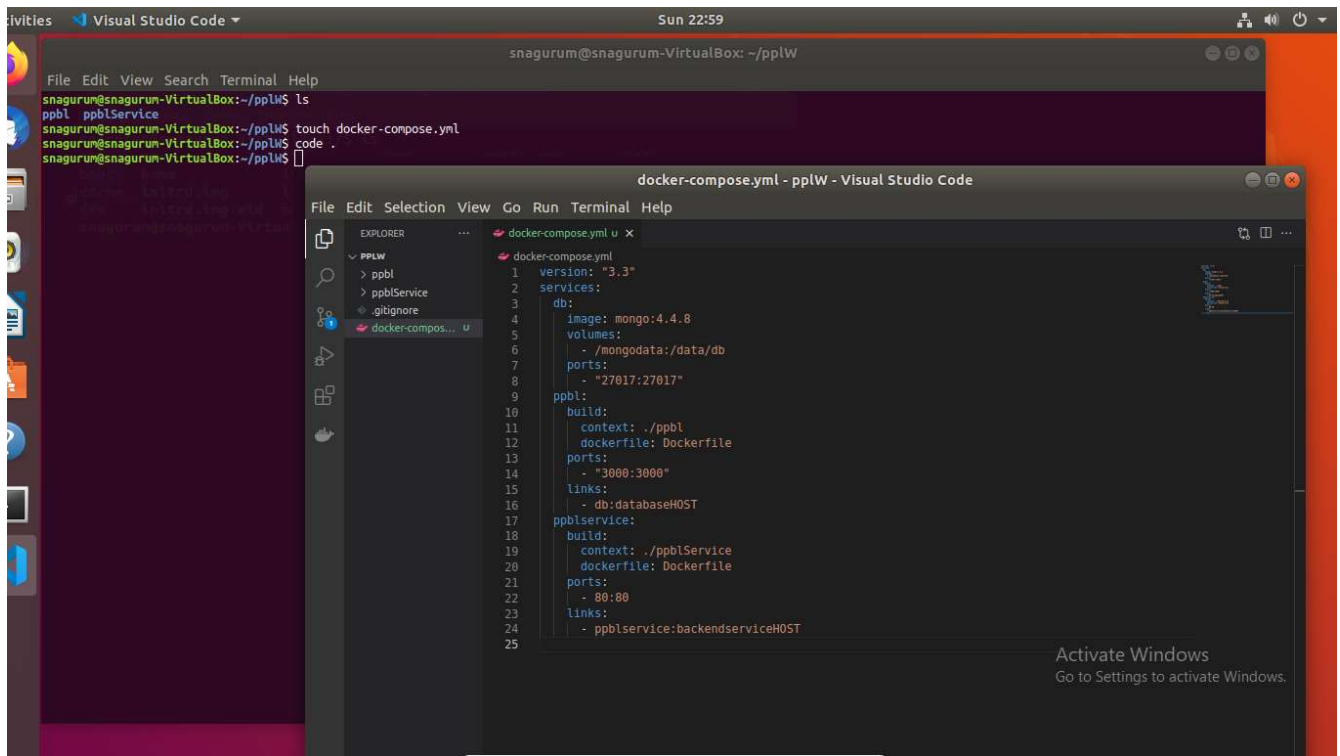 ivities Visual Studio Code Sun 22:59
snagurum@snagurum-VirtualBox: ~/pplW
File Edit View Search Terminal Help
snagurum@snagurum-VirtualBox:~/pplW$ ls
ppbl ppblService
snagurum@snagurum-VirtualBox:~/pplW$ touch docker-compose.yml
snagurum@snagurum-VirtualBox:~/pplW$ code .
snagurum@snagurum-VirtualBox:~/pplW$
docker-compose.yml - pplW - Visual Studio Code
File Edit Selection View Go Run Terminal Help
EXPLORER ... docker-compose.yml U X
PPLW
> ppbl
> ppblService
.gitignore
docker-compos... U
1
docker-compose.yml
1 version: "3.3"
2 services:
3 db:
4 image: mongo:4.4.8
5 volumes:
6 - /mongodata:/data/db
7 ports:
8 - "27017:27017"
9 ppbl:
10 build:
11 context: ./ppbl
12 dockerfile: Dockerfile
13 ports:
14 - "3000:3000"
15 links:
16 - db:databaseHOST
17 ppblservice:
18 build:
19 context: ./ppblService
20 dockerfile: Dockerfile
21 ports:
22 - 80:80
23 links:
24 - ppblservice:backendserviceHOST
25
Activate Windows
Go to Settings to activate Windows.